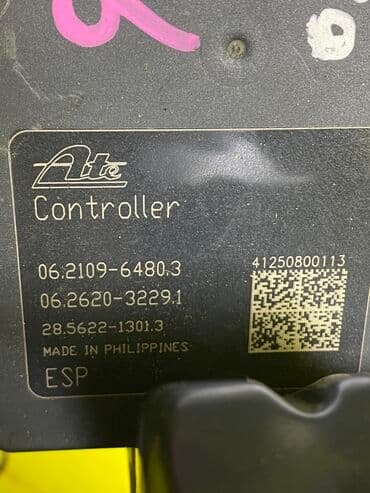 Ate
Controller
06.2109-6480.3
06.2620-3229.1
28.5622-1301.3
MADE IN PHILIPPINES
ESP
41250800113